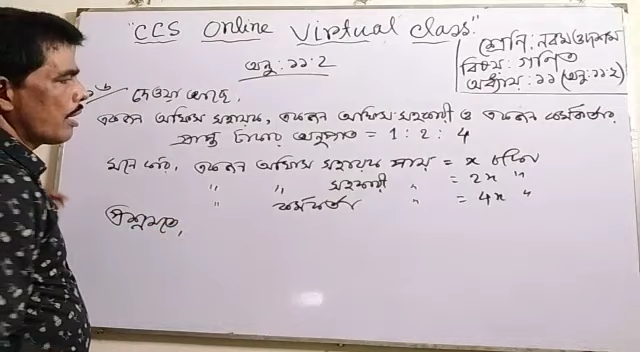 "CCS Online Virtual Class"
শ্রেণি: নবম ও দশম
বিষয়: গণিত
অধ্যায়: ১১ (অনু: ১১.২)
অনু: ১১.২
দেওয়া আছে,
একজন অফিস সহায়ক, একজন অফিস সহকারী ও একজন কর্মকর্তার
প্রাপ্ত টাকার অনুপাত = 1 : 2 : 4
মনে করি, একজন অফিস সহায়ক পায় = x টাকা
" " সহকারী " = 2x "
" কর্মকর্তা " = 4x "
প্রশ্নমতে,